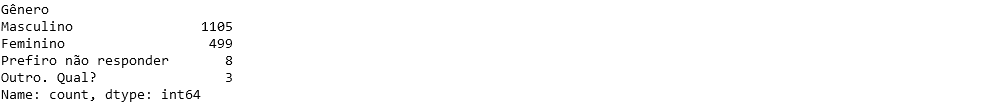 Gênero
Masculino 1105
Feminino 499
Prefiro não responder 8
Outro. Qual? 3
Name: count, dtype: int64